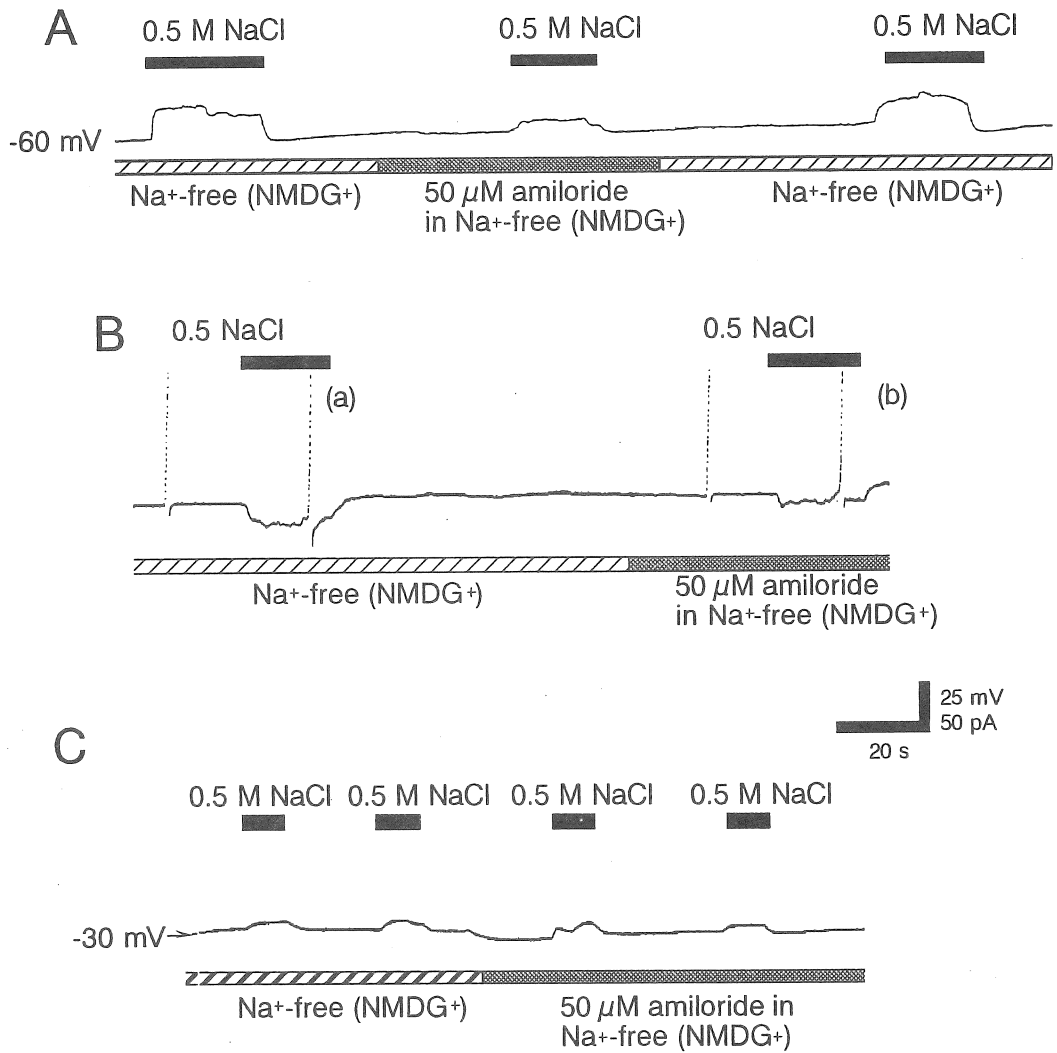 A
0.5 M NaCl
0.5 M NaCl
0.5 M NaCl
-60 mV
Na+-free (NMDG+)
50 µM amiloride
in Na+-free (NMDG+)
Na+-free (NMDG+)
B
0.5 NaCl
0.5 NaCl
(a)
(b)
Na+-free (NMDG+)
50 µM amiloride
in Na+-free (NMDG+)
25 mV
50 pA
20 s
C
0.5 M NaCl
0.5 M NaCl
0.5 M NaCl
0.5 M NaCl
-30 mV
Na+-free (NMDG+)
50 µM amiloride in
Na+-free (NMDG+)